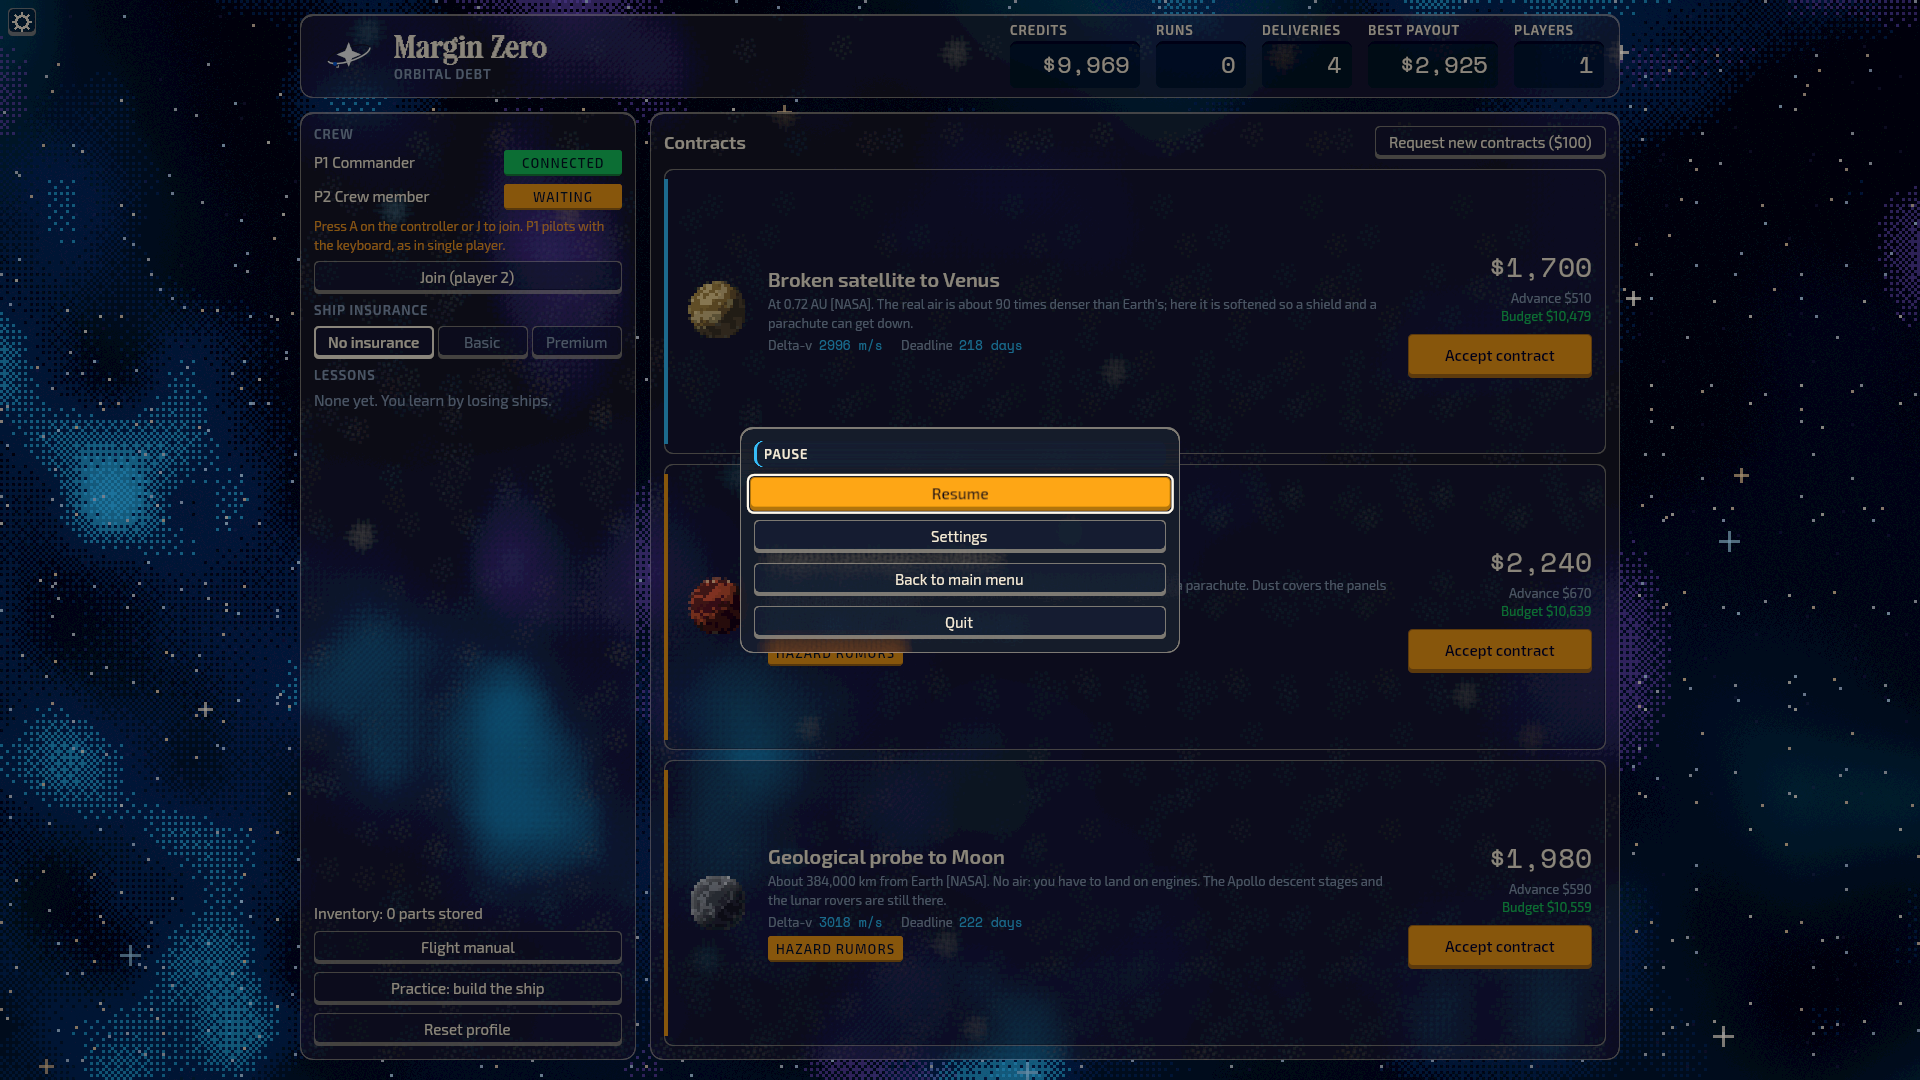 Margin Zero
ORBITAL DEBT
CREDITS
$9,969
RUNS
0
DELIVERIES
4
BEST PAYOUT
$2,925
PLAYERS
1
CREW
P1 Commander
CONNECTED
P2 Crew member
WAITING
Press A on the controller or J to join. P1 pilots with
the keyboard, as in single player.
Join (player 2)
SHIP INSURANCE
No insurance
Basic
Premium
LESSONS
None yet. You learn by losing ships.
Inventory: 0 parts stored
Flight manual
Practice: build the ship
Reset profile
Contracts
Request new contracts ($100)
Broken satellite to Venus
At 0.72 AU [NASA]. The real air is about 90 times denser than Earth's; here it is softened so a shield and a
parachute can get down.
Delta-v 2996 m/s Deadline 218 days
$1,700
Advance $510
Budget $10,479
Accept contract
PAUSE
Resume
Settings
Back to main menu
Quit
parachute. Dust covers the panels
HAZARD RUMORS
$2,240
Advance $670
Budget $10,639
Accept contract
Geological probe to Moon
About 384,000 km from Earth [NASA]. No air: you have to land on engines. The Apollo descent stages and
the lunar rovers are still there.
Delta-v 3018 m/s Deadline 222 days
HAZARD RUMORS
$1,980
Advance $590
Budget $10,559
Accept contract